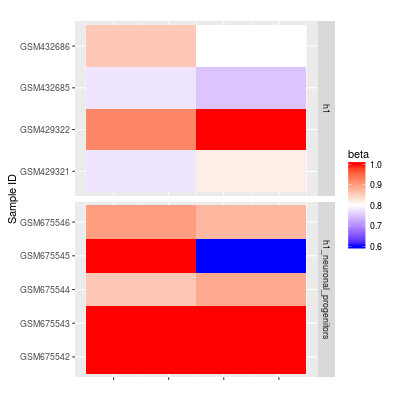 GSM432686
GSM432685
GSM429322
GSM429321
h1
GSM675546
GSM675545
GSM675544
GSM675543
GSM675542
h1_neuronal_progenitors
Sample ID
beta
1.0
0.9
0.8
0.7
0.6